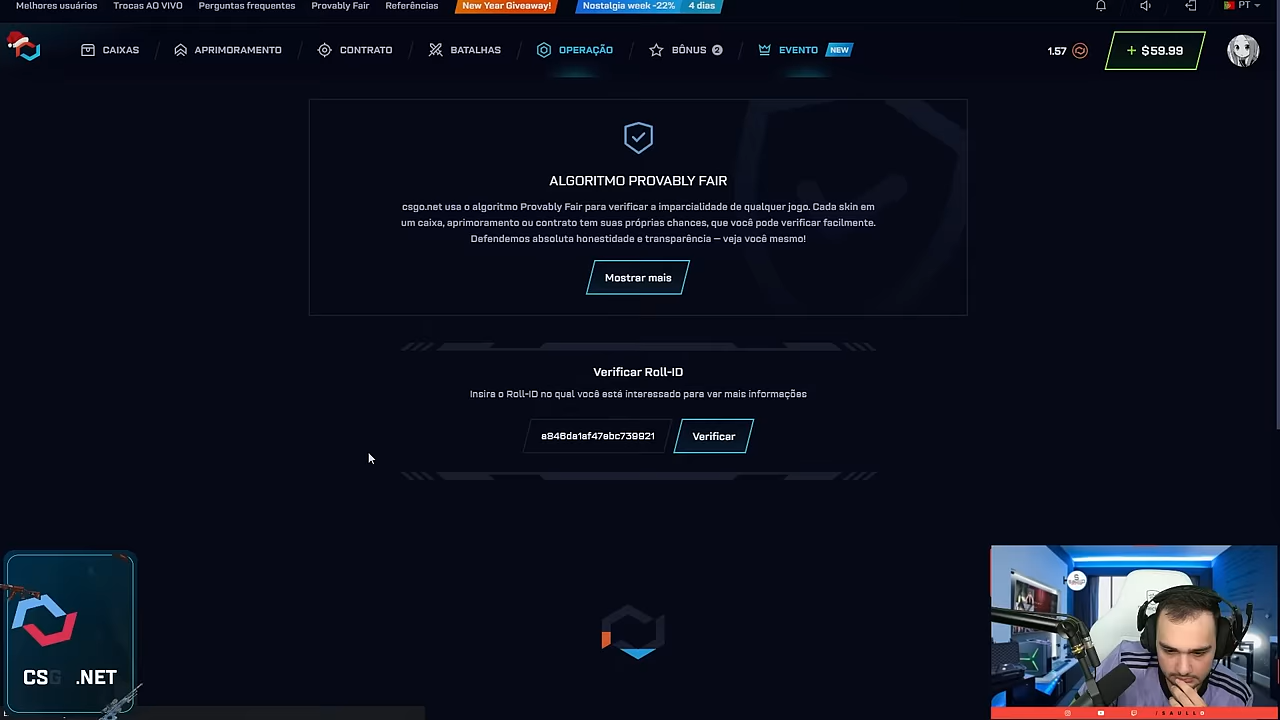 Melhores usuários Trocas AO VIVO Perguntas frequentes Provably Fair Referências New Year Giveaway! Nostalgia week -22% 4 dias PT
CAIXAS APRIMORAMENTO CONTRATO BATALHAS OPERAÇÃO BÔNUS 2 EVENTO NEW 1.57 + $59.99
ALGORITMO PROVABLY FAIR
csgo.net usa o algoritmo Provably Fair para verificar a imparcialidade de qualquer jogo. Cada skin em
um caixa, aprimoramento ou contrato tem suas próprias chances, que você pode verificar facilmente.
Defendemos absoluta honestidade e transparência — veja você mesmo!
Mostrar mais
Verificar Roll-ID
Insira o Roll-ID no qual você está interessado para ver mais informações
a846da1af47abc739921 Verificar
CSG .NET
/SAULLO